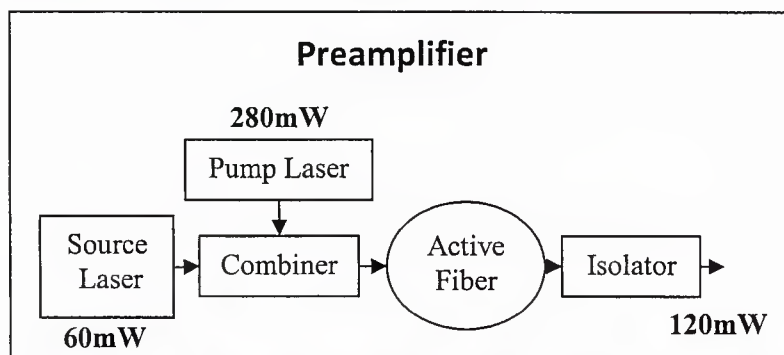 Preamplifier
280mW
Pump Laser
Source
Laser
Combiner
Active
Fiber
Isolator
60mW
120mW